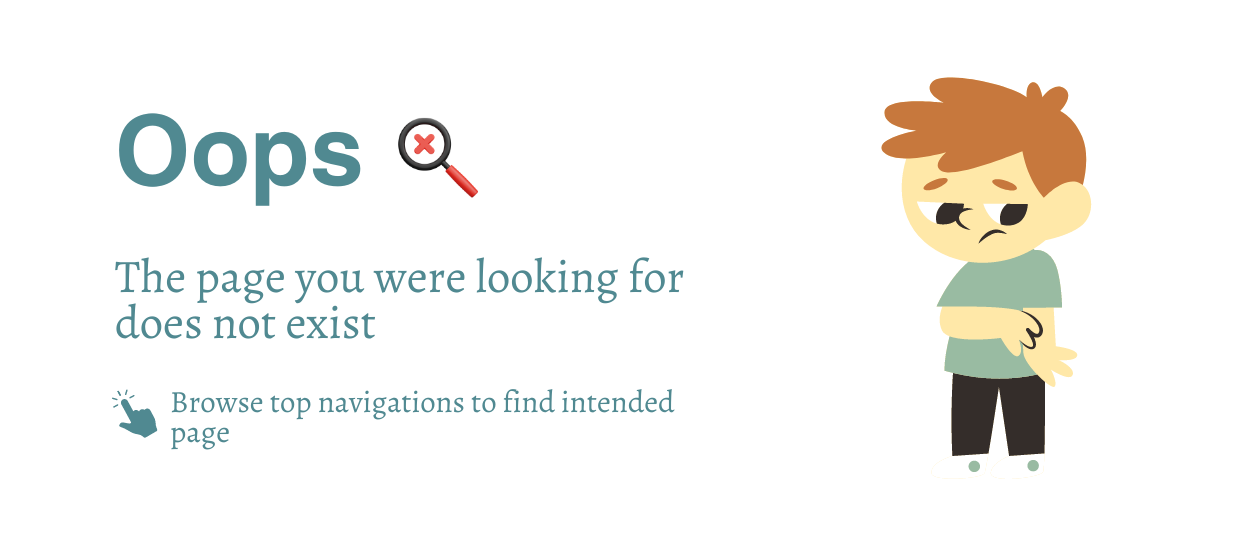 Oops
The page you were looking for
does not exist
Browse top navigations to find intended
page